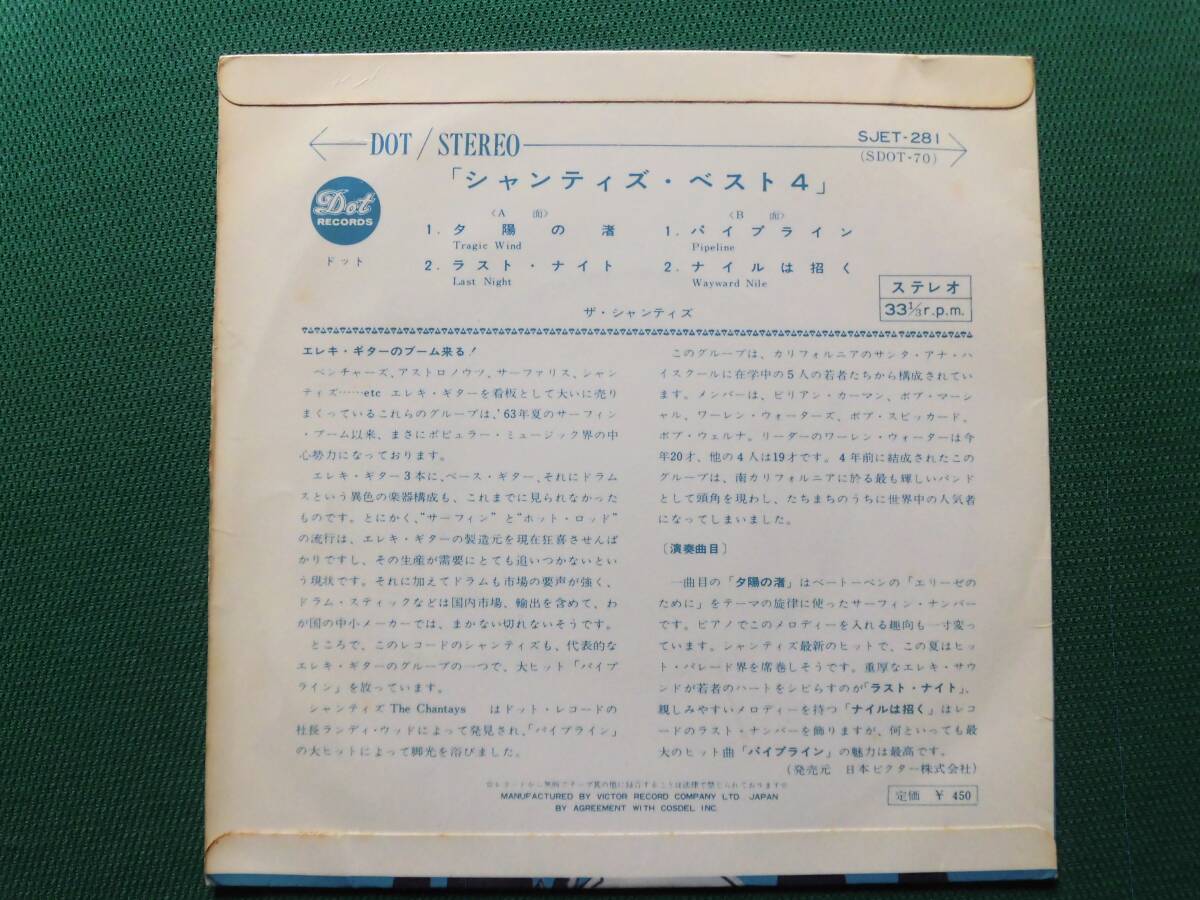 DOT / STEREO
SJET-281
(SDOT-70)
「シャンティズ・ベスト4」
Dot
RECORDS
ドット
〈A 面〉
1. 夕陽の渚
Tragic Wind
2. ラスト・ナイト
Last Night
〈B 面〉
1. パイプライン
Pipeline
2. ナイルは招く
Wayward Nile
ザ・シャンティズ
ステレオ
33⅓r.p.m.
エレキ・ギターのブーム来る!
ベンチャーズ、アストロノウツ、サーファリス、シャン
ティズ……etc エレキ・ギターを看板として大いに売り
まくっているこれらのグループは、'63年夏のサーフィン
・ブーム以来、まさにポピュラー・ミュージック界の中
心勢力になっております。
エレキ・ギター3本に、ベース・ギター、それにドラム
スという異色の楽器構成も、これまでに見られなかった
ものです。とにかく、“サーフィン”と“ホット・ロッド”
の流行は、エレキ・ギターの製造元を現在狂喜させんば
かりですし、その生産が需要にとても追いつかないとい
う現状です。それに加えてドラムも市場の要声が強く、
ドラム・スティックなどは国内市場、輸出を含めて、わ
が国の中小メーカーでは、まかない切れないそうです。
ところで、このレコードのシャンティズも、代表的な
エレキ・ギターのグループの一つで、大ヒット「パイプ
ライン」を放っています。
シャンティズ The Chantays はドット・レコードの
社長ランディ・ウッドによって発見され、「パイプライン」
の大ヒットによって脚光を浴びました。
このグループは、カリフォルニアのサンタ・アナ・ハ
イスクールに在学中の5人の若者たちから構成されてい
ます。メンバーは、ビリアン・カーマン、ボブ・マーシ
ャル、ワーレン・ウォーターズ、ボブ・スピッカード、
ボブ・ウェルナ。リーダーのワーレン・ウォーターは今
年20才、他の4人は19才です。4年前に結成されたこの
グループは、南カリフォルニアに於る最も輝しいバンド
として頭角を現わし、たちまちのうちに世界中の人気者
になってしまいました。
〔演奏曲目〕
一曲目の「夕陽の渚」はベートーベンの「エリーゼの
ために」をテーマの旋律に使ったサーフィン・ナンバー
です。ピアノでこのメロディーを入れる趣向も一寸変っ
ています。シャンティズ最新のヒットで、この夏はヒッ
ト・パレード界を席巻しそうです。重厚なエレキ・サウ
ンドが若者のハートをシビらすのが「ラスト・ナイト」、
親しみやすいメロディーを持つ「ナイルは招く」はレコ
ードのラスト・ナンバーを飾りますが、何といっても最
大のヒット曲「パイプライン」の魅力は最高です。
(発売元 日本ビクター株式会社)
☆レコードから無断でテープ其の他に録音することは法律で禁じられております☆
MANUFACTURED BY VICTOR RECORD COMPANY LTD. JAPAN
BY AGREEMENT WITH COSDEL INC.
定価 ¥ 450